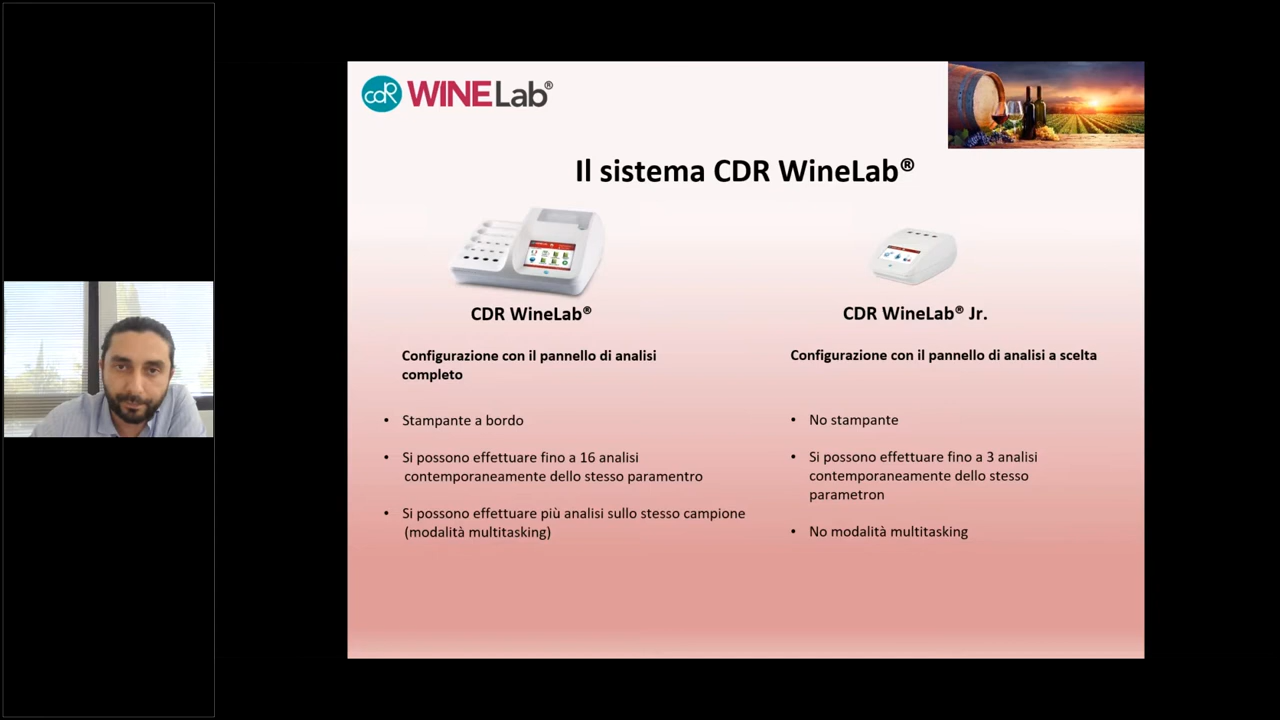 cdR WINELab®
Il sistema CDR WineLab®
CDR WineLab®
CDR WineLab® Jr.
Configurazione con il pannello di analisi
completo
• Stampante a bordo
• Si possono effettuare fino a 16 analisi
contemporaneamente dello stesso paramentro
• Si possono effettuare più analisi sullo stesso campione
(modalità multitasking)
Configurazione con il pannello di analisi a scelta
• No stampante
• Si possono effettuare fino a 3 analisi
contemporaneamente dello stesso
parametron
• No modalità multitasking